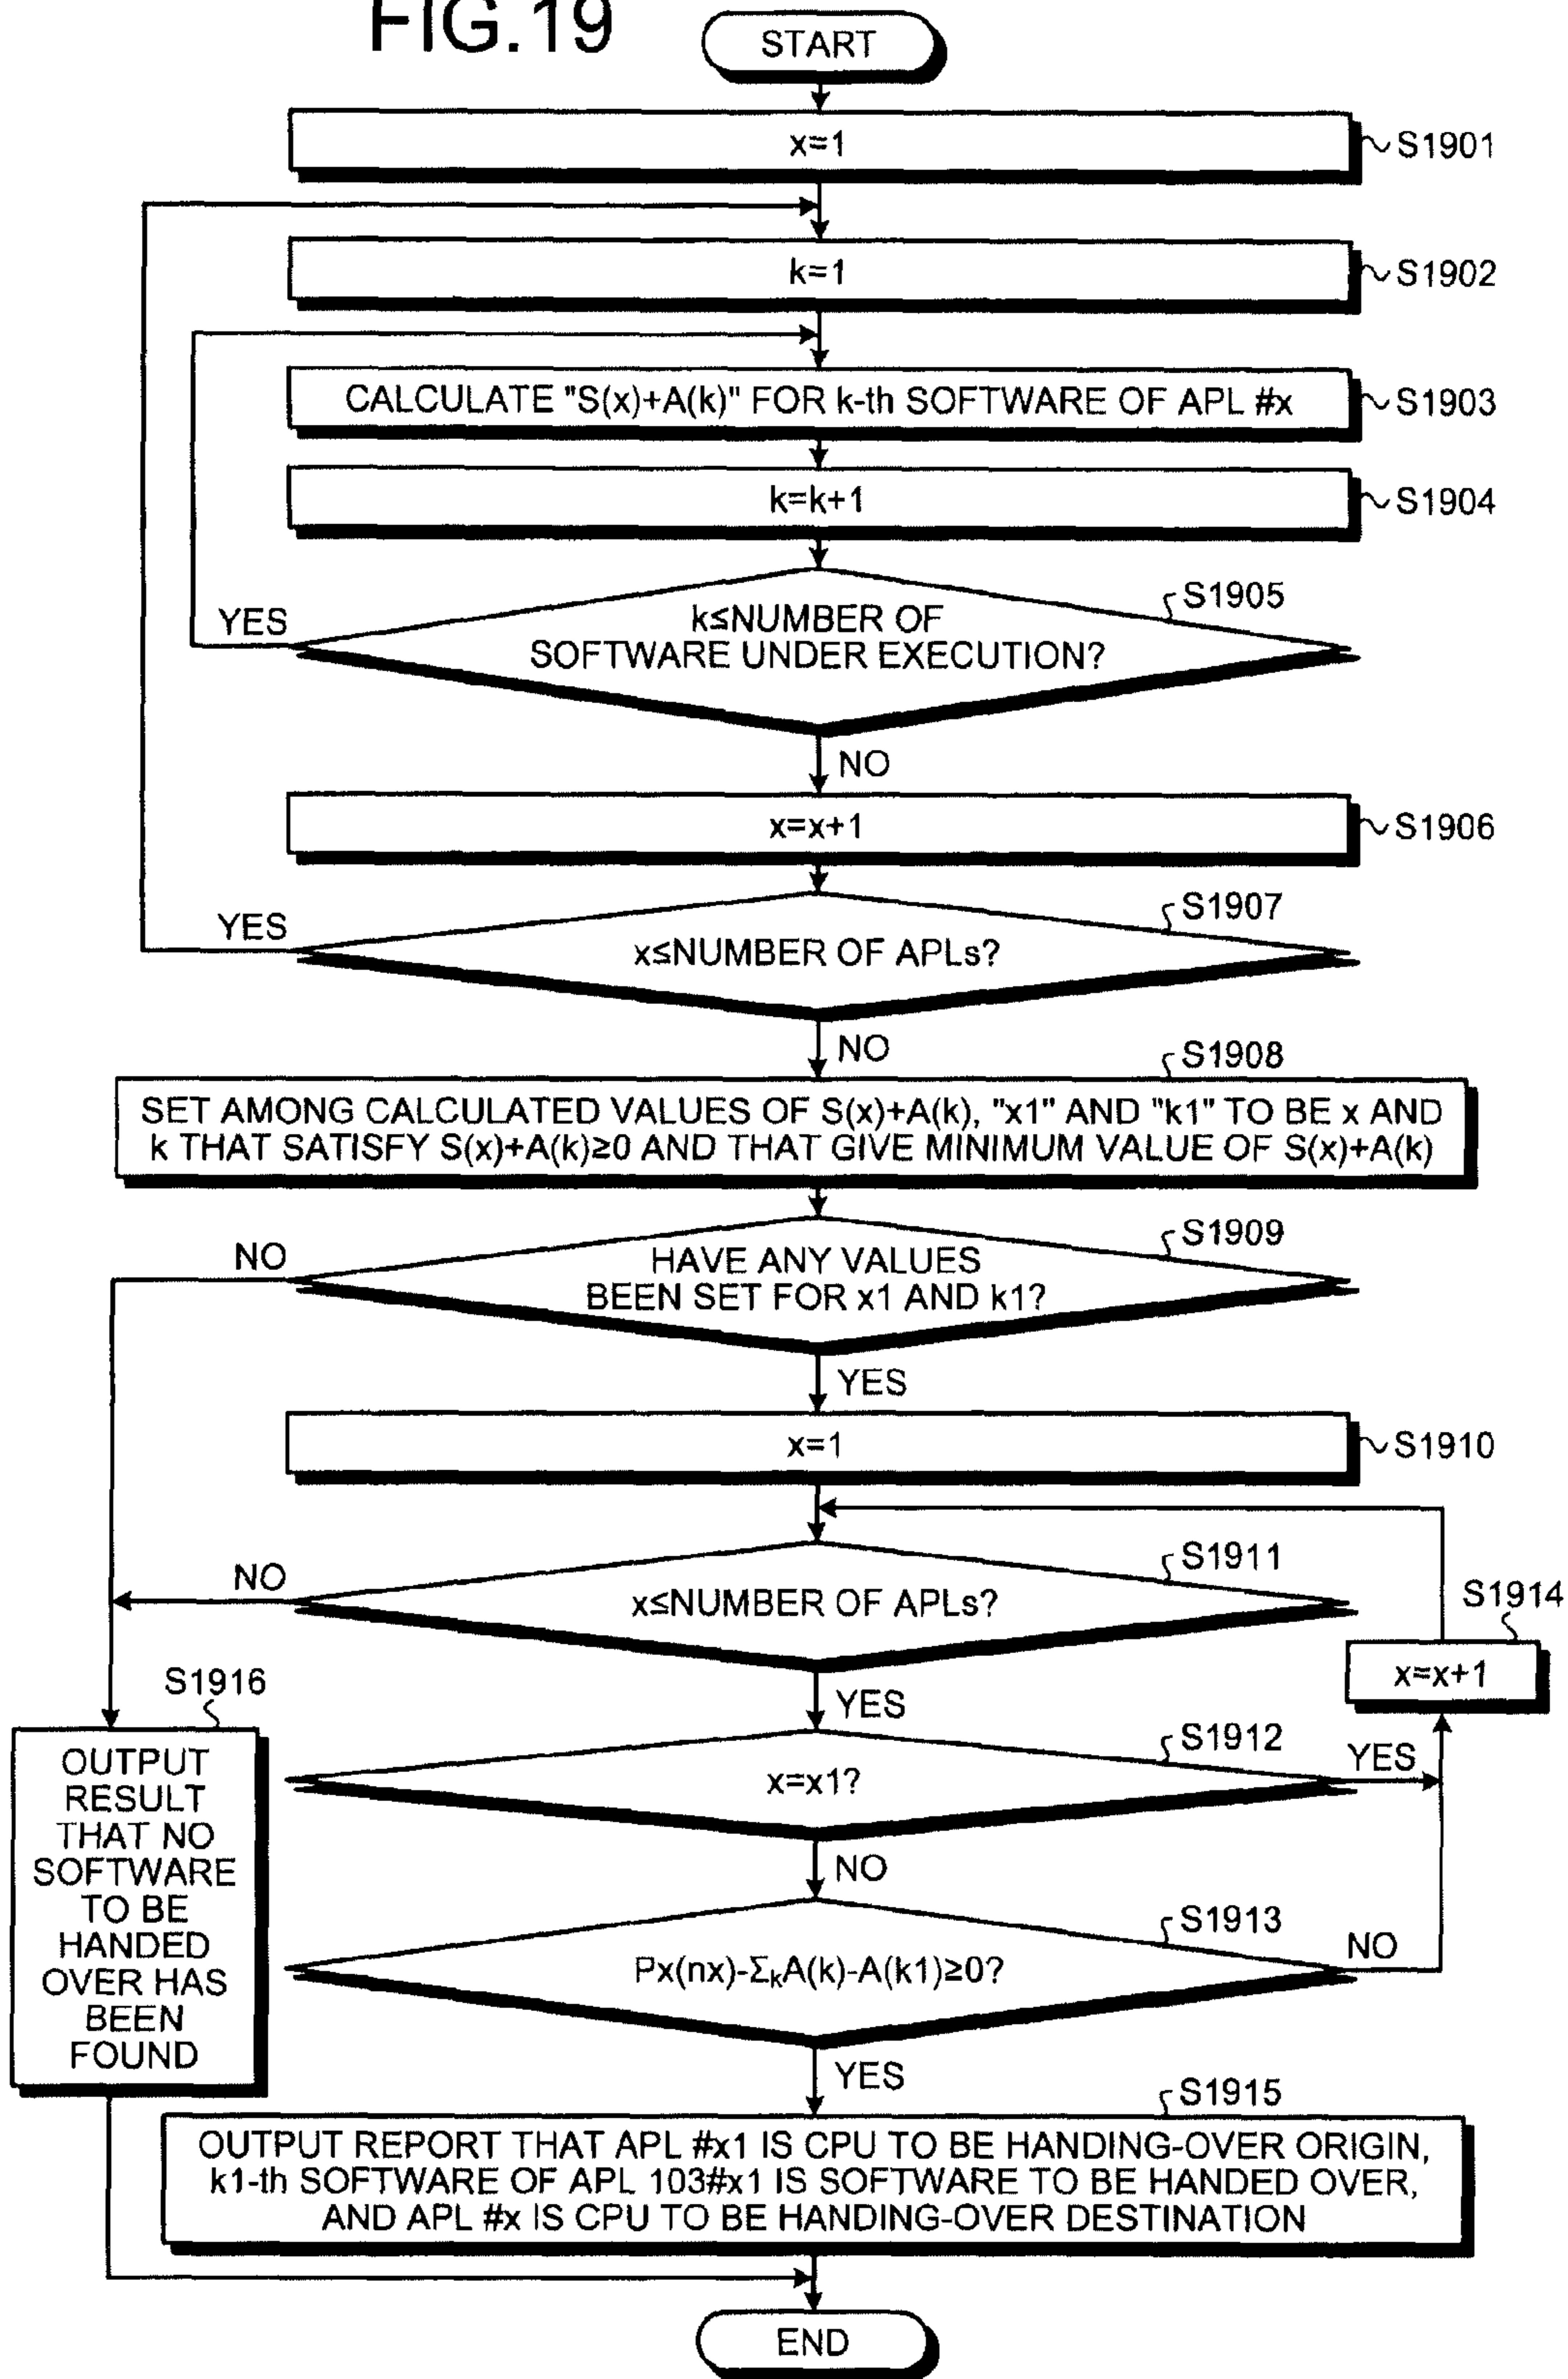 FIG.19
START
x=1
S1901
k=1
S1902
CALCULATE "S(x)+A(k)" FOR k-th SOFTWARE OF APL #x
S1903
k=k+1
S1904
S1905
YES
k≤NUMBER OF
SOFTWARE UNDER EXECUTION?
NO
x=x+1
S1906
S1907
YES
x≤NUMBER OF APLs?
NO
S1908
SET AMONG CALCULATED VALUES OF S(x)+A(k), "x1" AND "k1" TO BE x AND
k THAT SATISFY S(x)+A(k)≥0 AND THAT GIVE MINIMUM VALUE OF S(x)+A(k)
S1909
NO
HAVE ANY VALUES
BEEN SET FOR x1 AND k1?
YES
x=1
S1910
S1911
NO
x≤NUMBER OF APLs?
S1914
x=x+1
YES
S1916
OUTPUT
RESULT
THAT NO
SOFTWARE
TO BE
HANDED
OVER HAS
BEEN
FOUND
S1912
YES
x=x1?
NO
S1913
NO
Px(nx)-ΣkA(k)-A(k1)≥0?
YES
S1915
OUTPUT REPORT THAT APL #x1 IS CPU TO BE HANDING-OVER ORIGIN,
k1-th SOFTWARE OF APL 103#x1 IS SOFTWARE TO BE HANDED OVER,
AND APL #x IS CPU TO BE HANDING-OVER DESTINATION
END